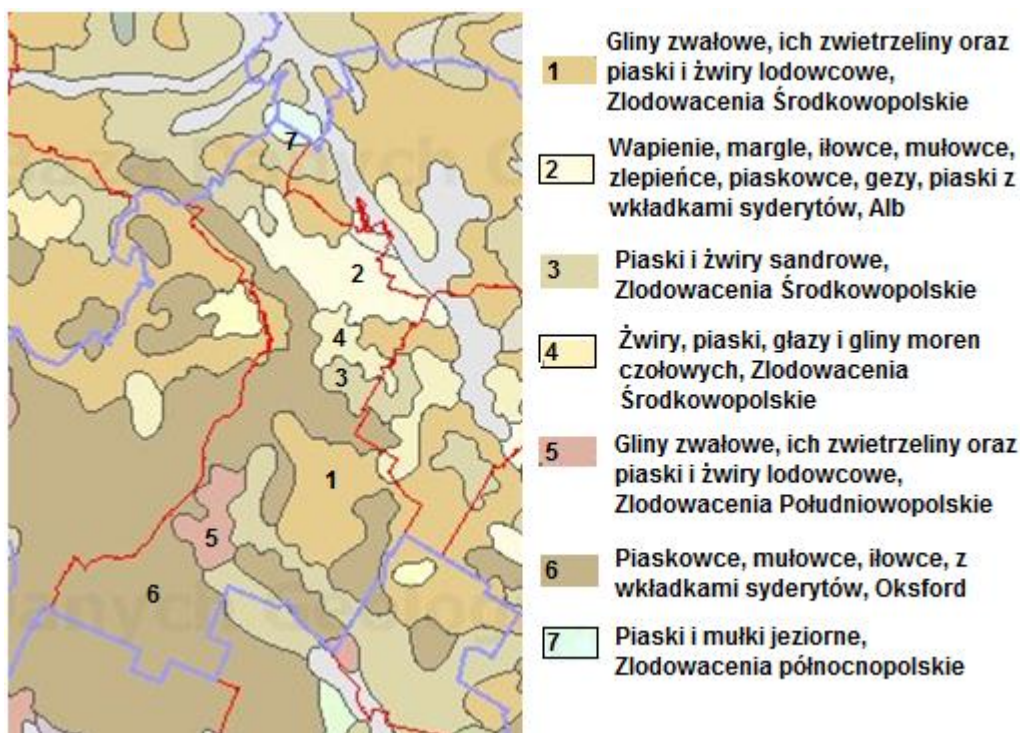 7
2
4
3
1
5
6
1
Gliny zwałowe, ich zwietrzeliny oraz
piaski i żwiry lodowcowe,
Zlodowacenia Środkowopolskie
2
Wapienie, margle, iłowce, mułowce,
zlepieńce, piaskowce, gezy, piaski z
wkładkami syderytów, Alb
3
Piaski i żwiry sandrowe,
Zlodowacenia Środkowopolskie
4
Żwiry, piaski, głazy i gliny moren
czołowych, Zlodowacenia
Środkowopolskie
5
Gliny zwałowe, ich zwietrzeliny oraz
piaski i żwiry lodowcowe,
Zlodowacenia Południowopolskie
6
Piaskowce, mułowce, iłowce, z
wkładkami syderytów, Oksford
7
Piaski i mułki jeziorne,
Zlodowacenia północnopolskie